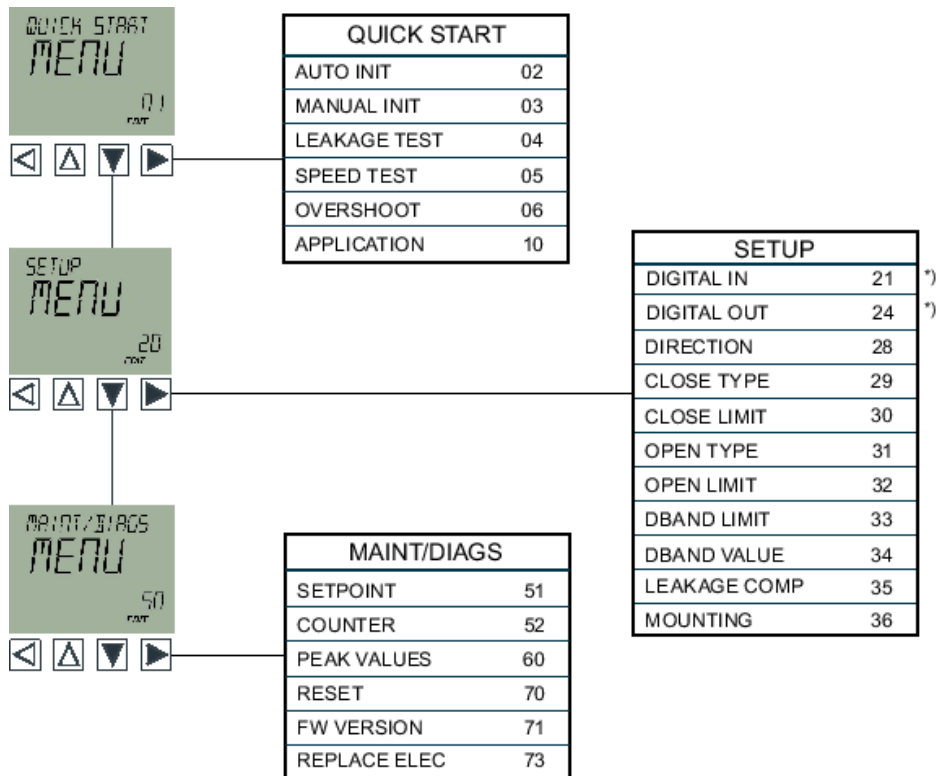 QUICK START
MENU
01
EDIT
QUICK START
AUTO INIT 02
MANUAL INIT 03
LEAKAGE TEST 04
SPEED TEST 05
OVERSHOOT 06
APPLICATION 10
SETUP
MENU
20
EDIT
SETUP
DIGITAL IN 21 *)
DIGITAL OUT 24 *)
DIRECTION 28
CLOSE TYPE 29
CLOSE LIMIT 30
OPEN TYPE 31
OPEN LIMIT 32
DBAND LIMIT 33
DBAND VALUE 34
LEAKAGE COMP 35
MOUNTING 36
MAINT/DIAGS
MENU
50
EDIT
MAINT/DIAGS
SETPOINT 51
COUNTER 52
PEAK VALUES 60
RESET 70
FW VERSION 71
REPLACE ELEC 73